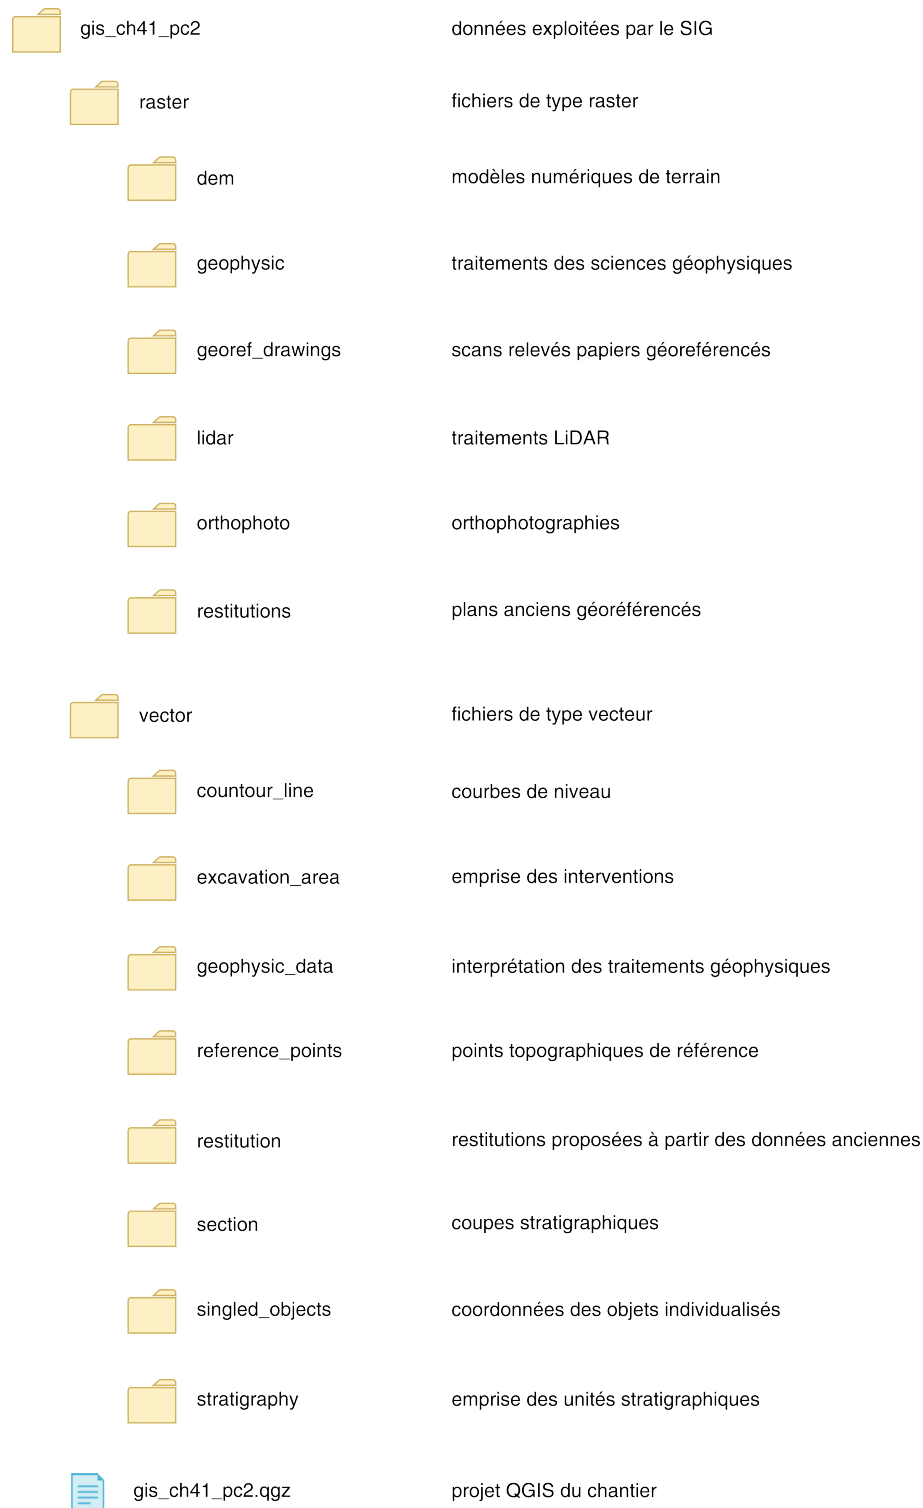 gis_ch41_pc2 données exploitées par le SIG
raster fichiers de type raster
dem modèles numériques de terrain
geophysic traitements des sciences géophysiques
georef_drawings scans relevés papiers géoreférencés
lidar traitements LiDAR
orthophoto orthophotographies
restitutions plans anciens géoréférencés
vector fichiers de type vecteur
countour_line courbes de niveau
excavation_area emprise des interventions
geophysic_data interprétation des traitements géophysiques
reference_points points topographiques de référence
restitution restitutions proposées à partir des données anciennes
section coupes stratigraphiques
singled_objects coordonnées des objets individualisés
stratigraphy emprise des unités stratigraphiques
gis_ch41_pc2.qgz projet QGIS du chantier